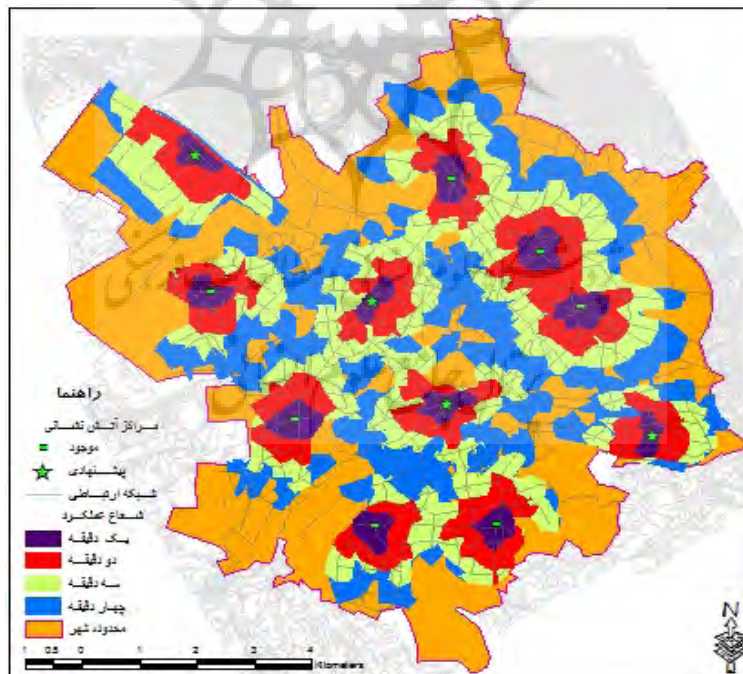 راهنما
مراکز آتش نشانی
موجود
پیشنهادی
شبکه ارتباطی
شعاع عملکرد
یک دقیقه
دو دقیقه
سه دقیقه
چهار دقیقه
محدوده شهر
1 0.5 0 1 2 3 4
Kilometers
N